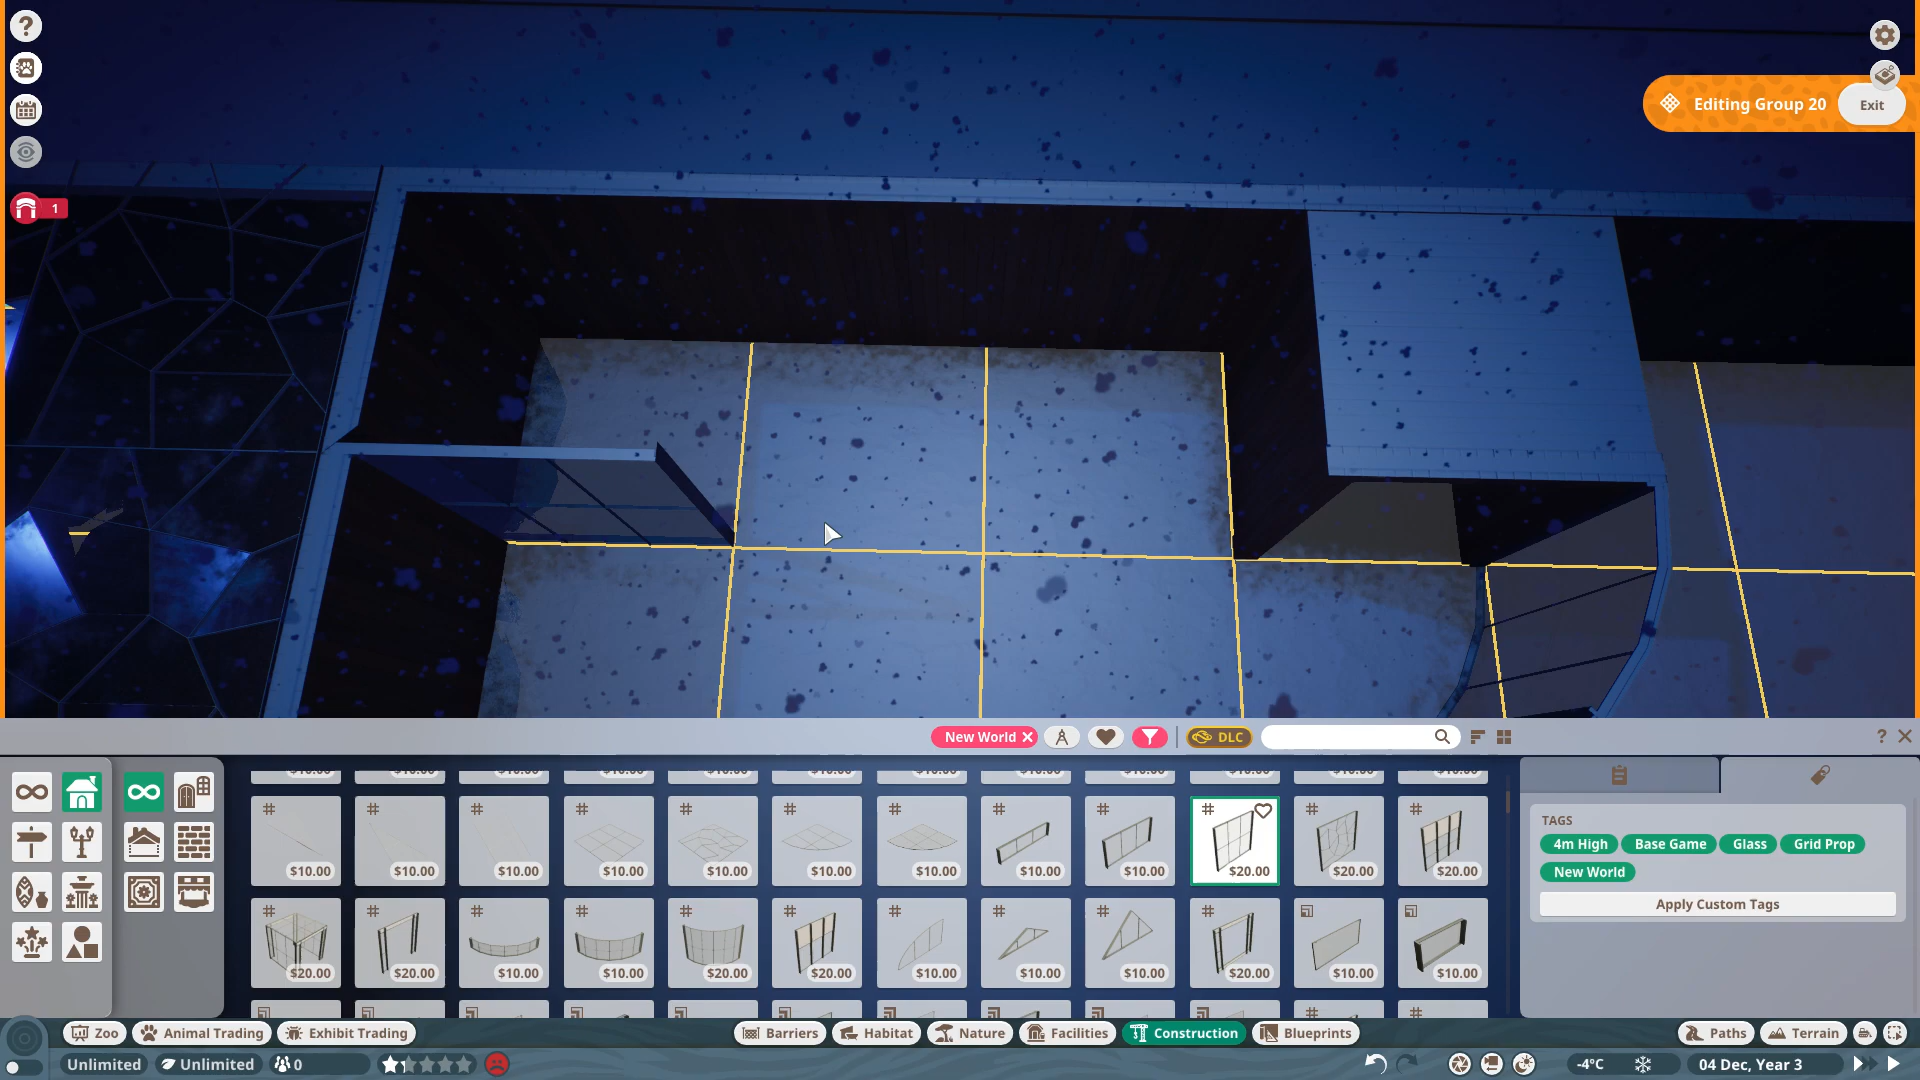 Editing Group 20
Exit
1
New World ×
DLC
$10.00 $10.00 $10.00 $10.00 $10.00 $10.00 $10.00 $10.00 $10.00 $20.00 $20.00 $20.00
$20.00 $20.00 $10.00 $10.00 $20.00 $20.00 $10.00 $10.00 $10.00 $20.00 $10.00 $10.00
TAGS
4m High Base Game Glass Grid Prop
New World
Apply Custom Tags
Zoo Animal Trading Exhibit Trading Barriers Habitat Nature Facilities Construction Blueprints Paths Terrain
Unlimited Unlimited 0 -4°C 04 Dec, Year 3